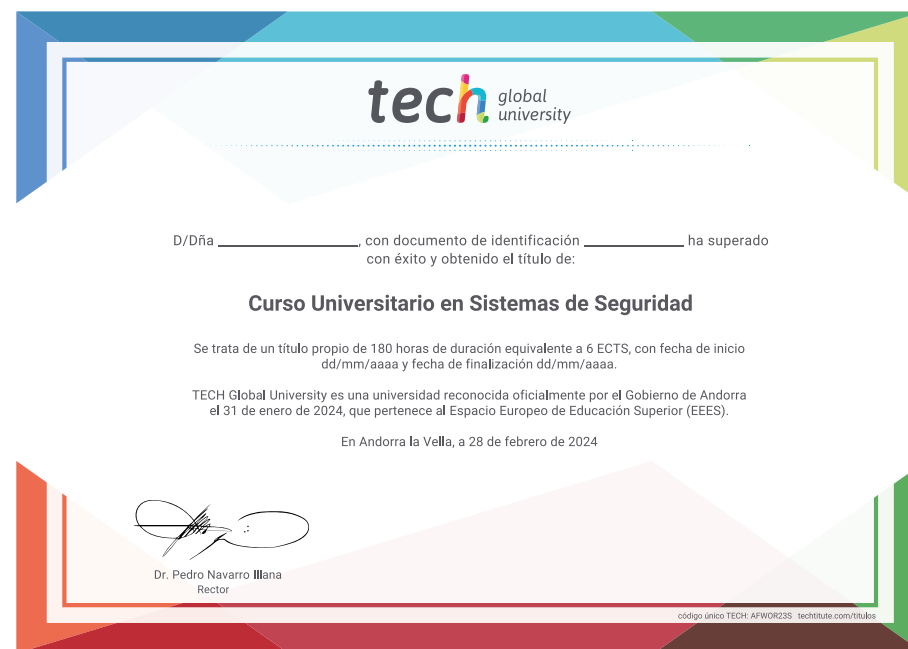 tech global university
D/Dña ____________________, con documento de identificación ______________ ha superado
con éxito y obtenido el título de:
Curso Universitario en Sistemas de Seguridad
Se trata de un título propio de 180 horas de duración equivalente a 6 ECTS, con fecha de inicio
dd/mm/aaaa y fecha de finalización dd/mm/aaaa.
TECH Global University es una universidad reconocida oficialmente por el Gobierno de Andorra
el 31 de enero de 2024, que pertenece al Espacio Europeo de Educación Superior (EEES).
En Andorra la Vella, a 28 de febrero de 2024
Dr. Pedro Navarro Illana
Rector
código único TECH: AFWOR23S techtitute.com/titulos